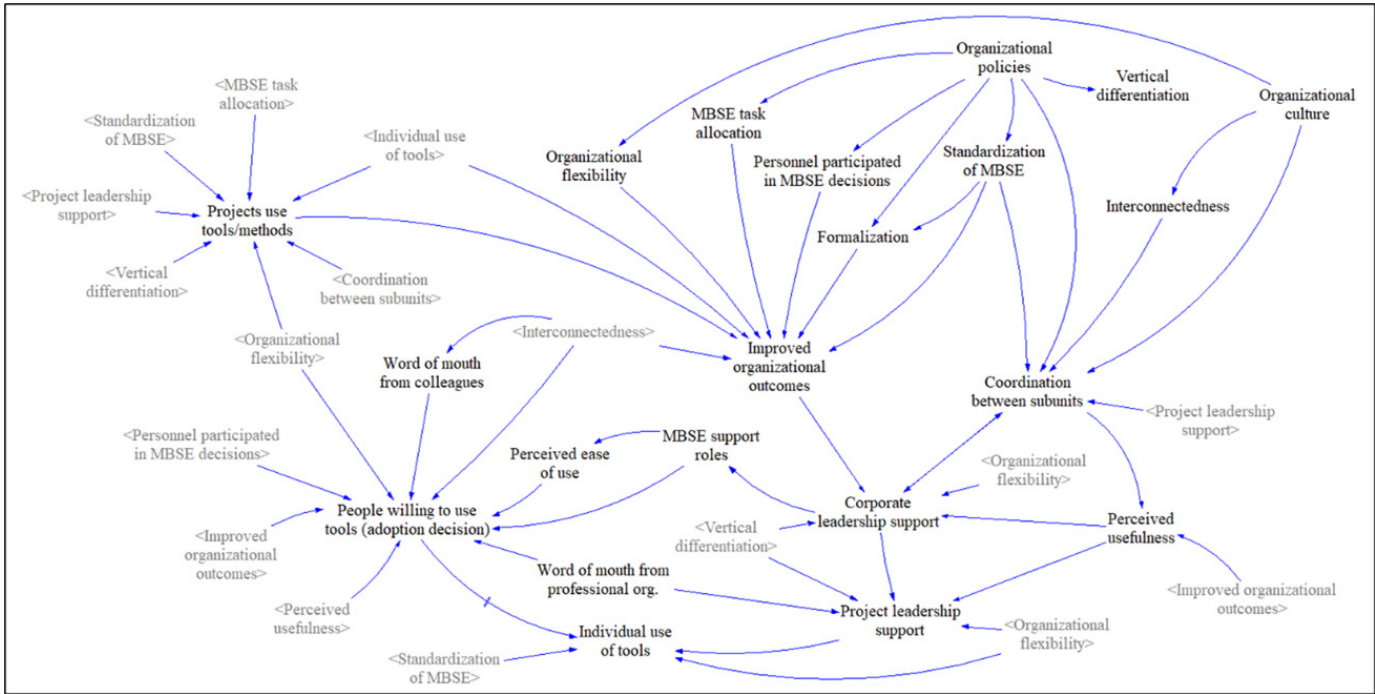 Organizational
policies
<MBSE task
allocation>
Vertical
differentiation
Organizational
culture
<Standardization
of MBSE>
MBSE task
allocation
<Individual use
of tools>
Organizational
flexibility
Personnel participated
in MBSE decisions
Standardization
of MBSE
<Project leadership
support>
Projects use
tools/methods
Interconnectedness
Formalization
<Vertical
differentiation>
<Coordination
between subunits>
<Organizational
flexibility>
<Interconnectedness>
Word of mouth
from colleagues
Improved
organizational
outcomes
Coordination
between subunits
<Project leadership
support>
<Personnel participated
in MBSE decisions>
Perceived ease
of use
MBSE support
roles
<Organizational
flexibility>
People willing to use
tools (adoption decision)
Corporate
leadership support
Perceived
usefulness
<Improved
organizational
outcomes>
<Vertical
differentiation>
Word of mouth from
professional org.
<Improved organizational
outcomes>
<Perceived
usefulness>
Project leadership
support
Individual use
of tools
<Organizational
flexibility>
<Standardization
of MBSE>